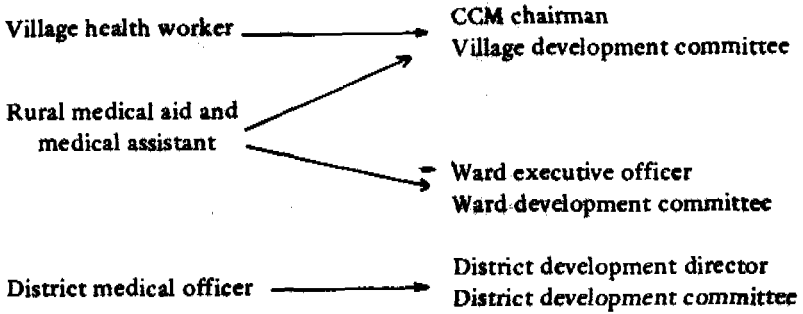 Village health worker
CCM chairman
Village development committee
Rural medical aid and
medical assistant
Ward executive officer
Ward development committee
District medical officer
District development director
District development committee